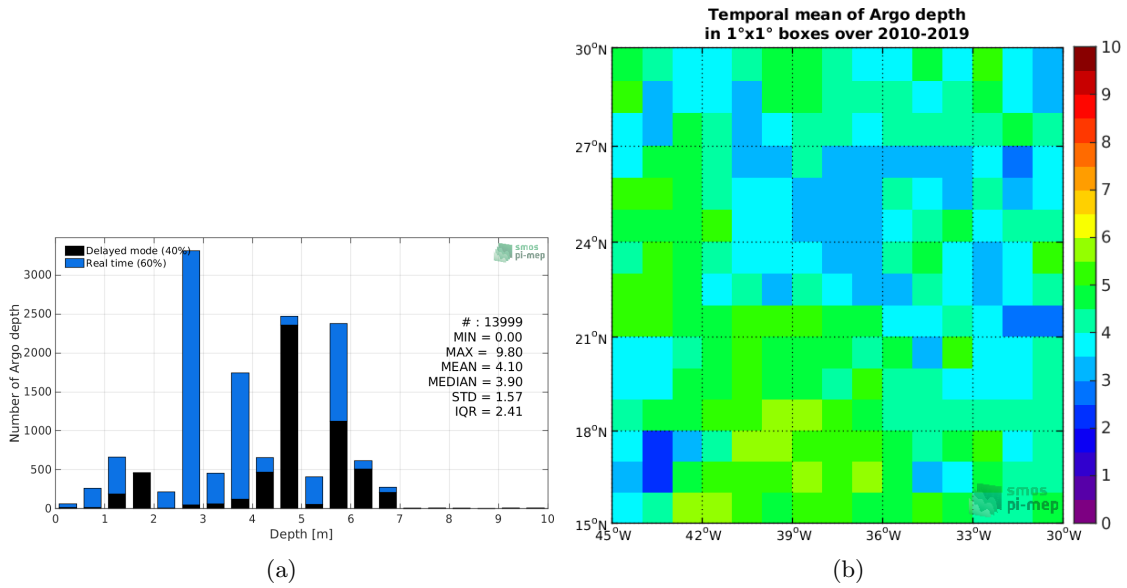 Delayed mode (40%)
Real time (60%)
smos
pi-mep
# : 13999
MIN = 0.00
MAX = 9.80
MEAN = 4.10
MEDIAN = 3.90
STD = 1.57
IQR = 2.41
Number of Argo depth
3000
2500
2000
1500
1000
500
0
0 1 2 3 4 5 6 7 8 9 10
Depth [m]
(a)
Temporal mean of Argo depth
in 1°x1° boxes over 2010-2019
30°N
27°N
24°N
21°N
18°N
15°N
45°W 42°W 39°W 36°W 33°W 30°W
smos
pi-mep
10
9
8
7
6
5
4
3
2
1
0
(b)